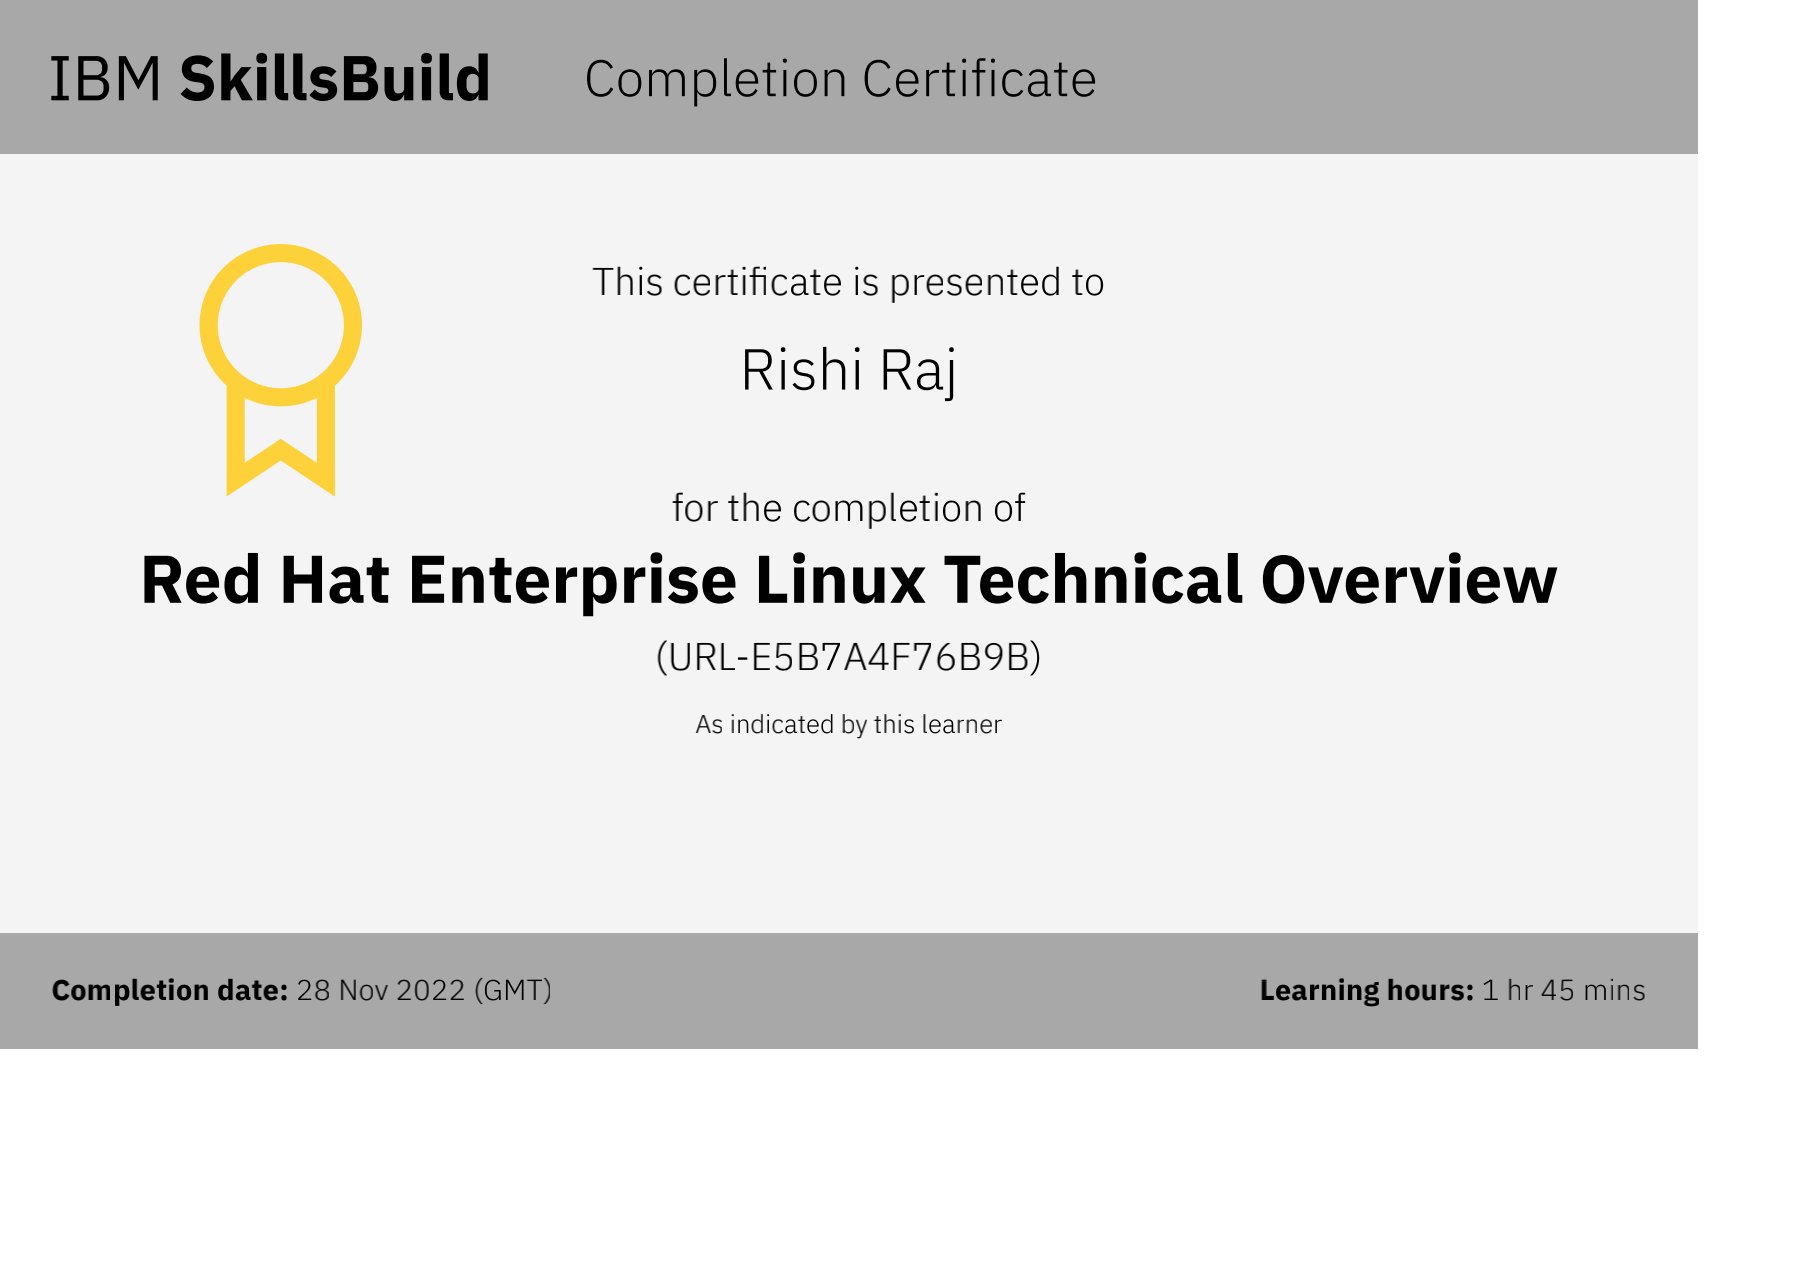 IBM SkillsBuild Completion Certificate
This certificate is presented to
Rishi Raj
for the completion of
Red Hat Enterprise Linux Technical Overview
(URL-E5B7A4F76B9B)
As indicated by this learner
Completion date: 28 Nov 2022 (GMT) Learning hours: 1 hr 45 mins